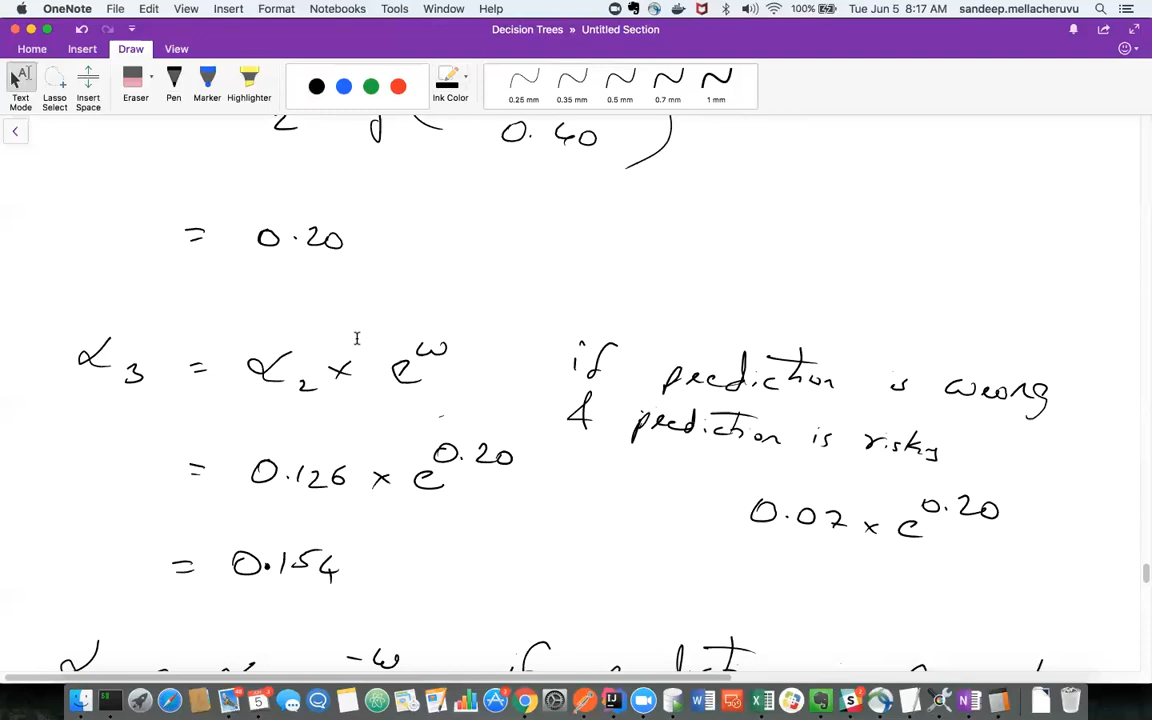 OneNote File Edit View Insert Format Notebooks Tools Window Help 100% Tue Jun 5 8:17 AM sandeep.mellacheruvu
Decision Trees » Untitled Section
Home Insert Draw View
Text Mode
Lasso Select
Insert Space
Eraser
Pen
Marker
Highlighter
Ink Color
0.25 mm
0.35 mm
0.5 mm
0.7 mm
1 mm
0.40
= 0.20
α3 = α2 × e^ω if prediction is wrong
& prediction is risky
= 0.126 × e^0.20
0.07 × e^0.20
= 0.154
-ω if